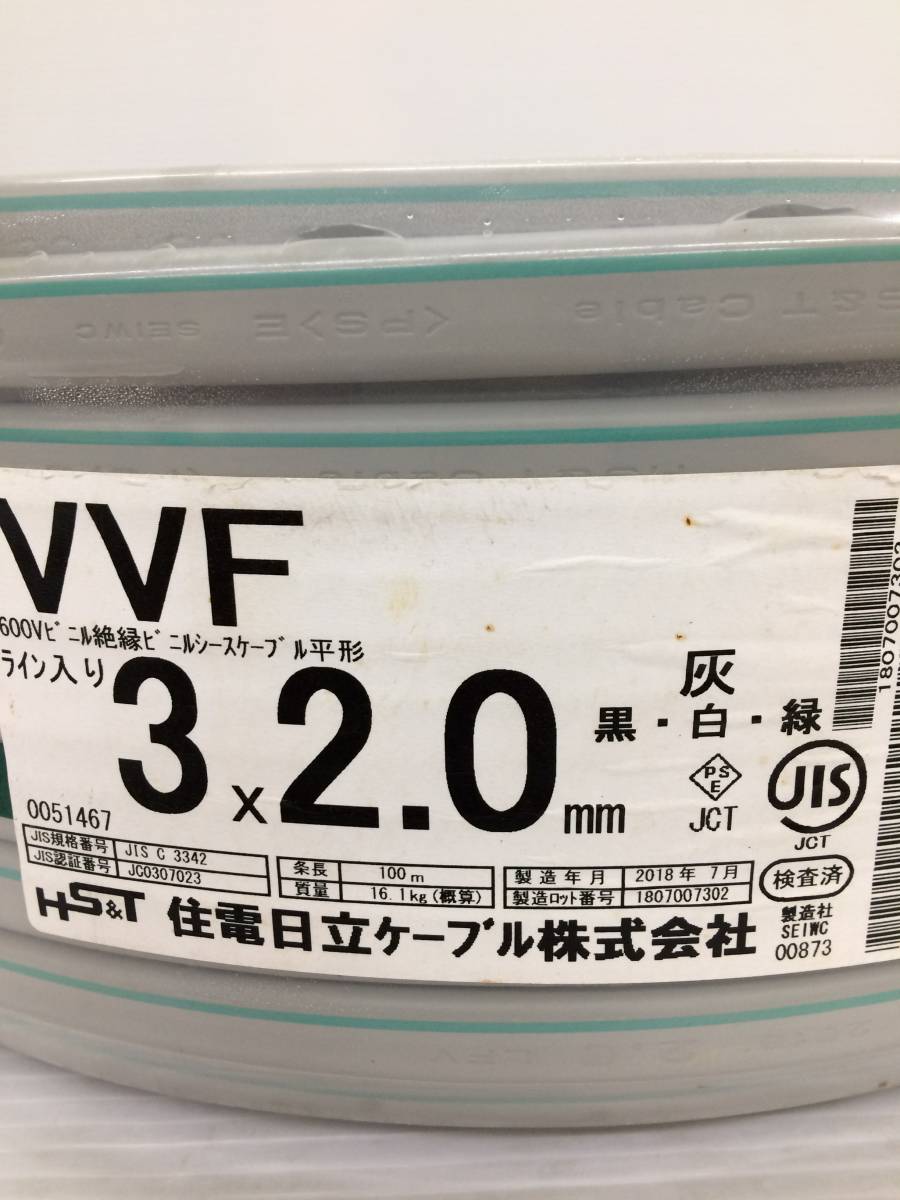 SEIWC <PS>E HS&T Cable
VVF
600Vビニル絶縁ビニルシースケーブル平形
ライン入り
3x2.0mm
灰
黒・白・緑
PSE
JCT
JIS
JCT
0051467
JIS規格番号 JIS C 3342
JIS認証番号 JC0307023
条長 100m
質量 16.1kg(概算)
製造年月 2018年 7月
製造ロット番号 1807007302
検査済
HS&T 住電日立ケーブル株式会社
製造社
SEIWC
00873
1807007302